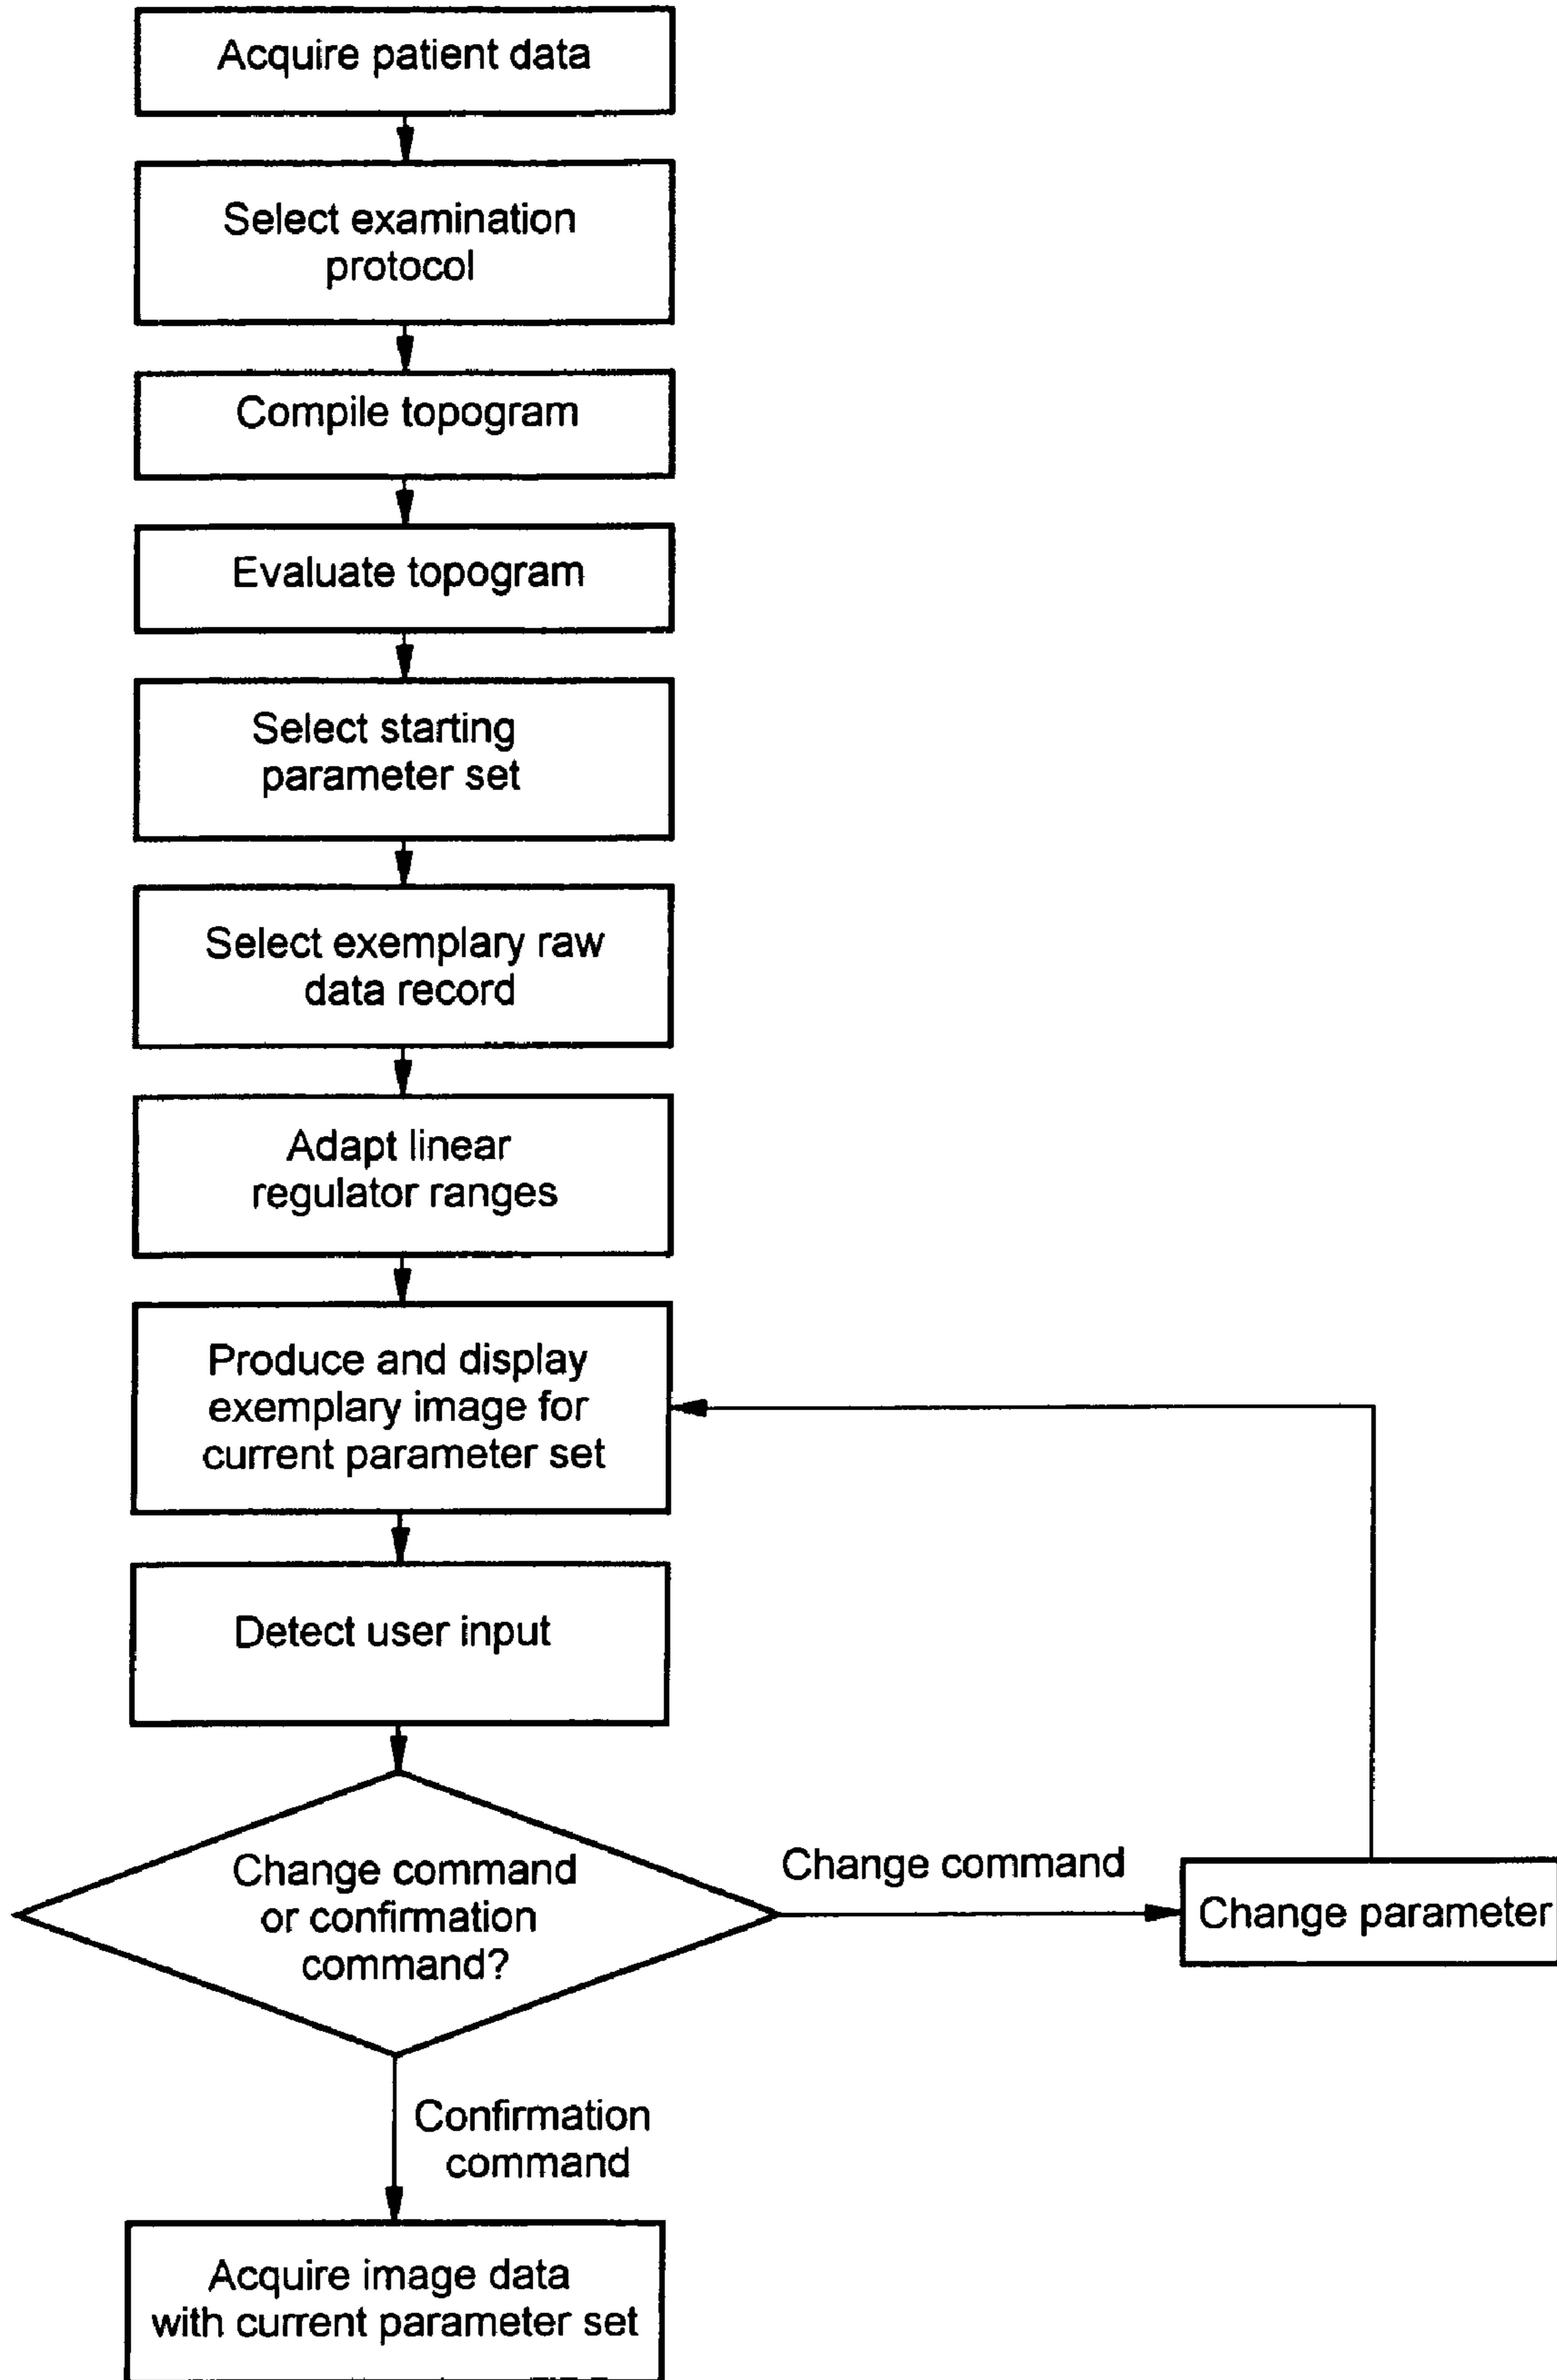 Acquire patient data
Select examination
protocol
Compile topogram
Evaluate topogram
Select starting
parameter set
Select exemplary raw
data record
Adapt linear
regulator ranges
Produce and display
exemplary image for
current parameter set
Detect user input
Change command
or confirmation
command?
Change command
Change parameter
Confirmation
command
Acquire image data
with current parameter set